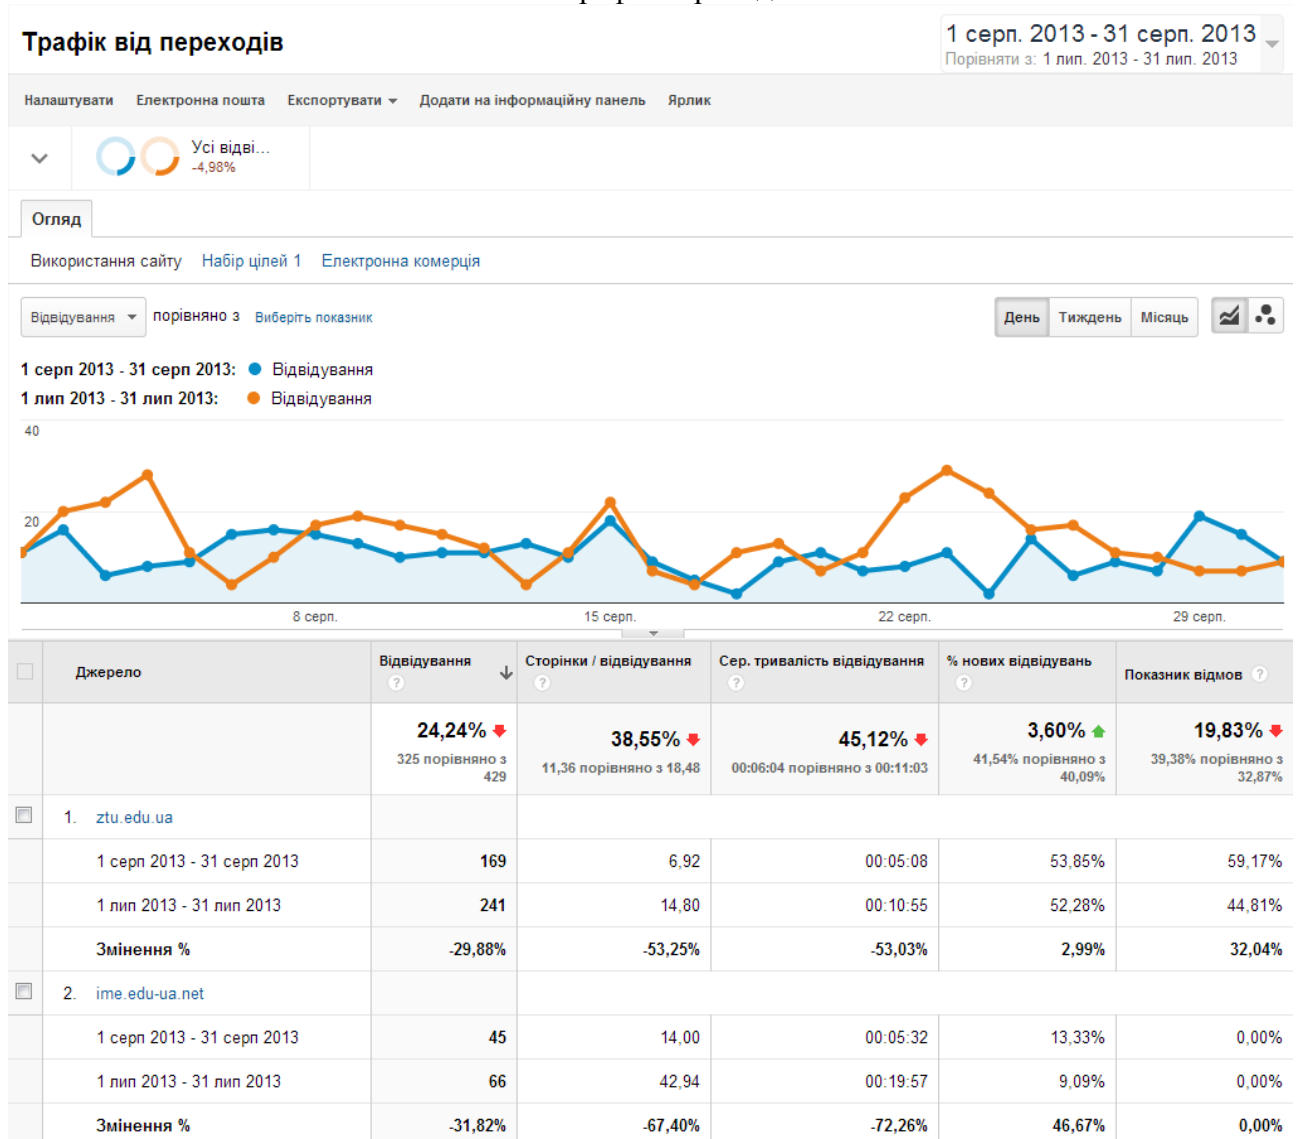 Трафік від переходів
1 серп. 2013 - 31 серп. 2013
Порівняти з: 1 лип. 2013 - 31 лип. 2013
Налаштувати Електронна пошта Експортувати Додати на інформаційну панель Ярлик
Усі відві...
-4,98%
Огляд
Використання сайту Набір цілей 1 Електронна комерція
Відвідування порівняно з Виберіть показник
День Тиждень Місяць
1 серп 2013 - 31 серп 2013: Відвідування
1 лип 2013 - 31 лип 2013: Відвідування
40
20
8 серп. 15 серп. 22 серп. 29 серп.
Джерело Відвідування ? Сторінки / відвідування ? Сер. тривалість відвідування ? % нових відвідувань ? Показник відмов ?
24,24% 38,55% 45,12% 3,60% 19,83%
325 порівняно з 429 11,36 порівняно з 18,48 00:06:04 порівняно з 00:11:03 41,54% порівняно з 40,09% 39,38% порівняно з 32,87%
1. ztu.edu.ua
1 серп 2013 - 31 серп 2013 169 6,92 00:05:08 53,85% 59,17%
1 лип 2013 - 31 лип 2013 241 14,80 00:10:55 52,28% 44,81%
Змінення % -29,88% -53,25% -53,03% 2,99% 32,04%
2. ime.edu-ua.net
1 серп 2013 - 31 серп 2013 45 14,00 00:05:32 13,33% 0,00%
1 лип 2013 - 31 лип 2013 66 42,94 00:19:57 9,09% 0,00%
Змінення % -31,82% -67,40% -72,26% 46,67% 0,00%